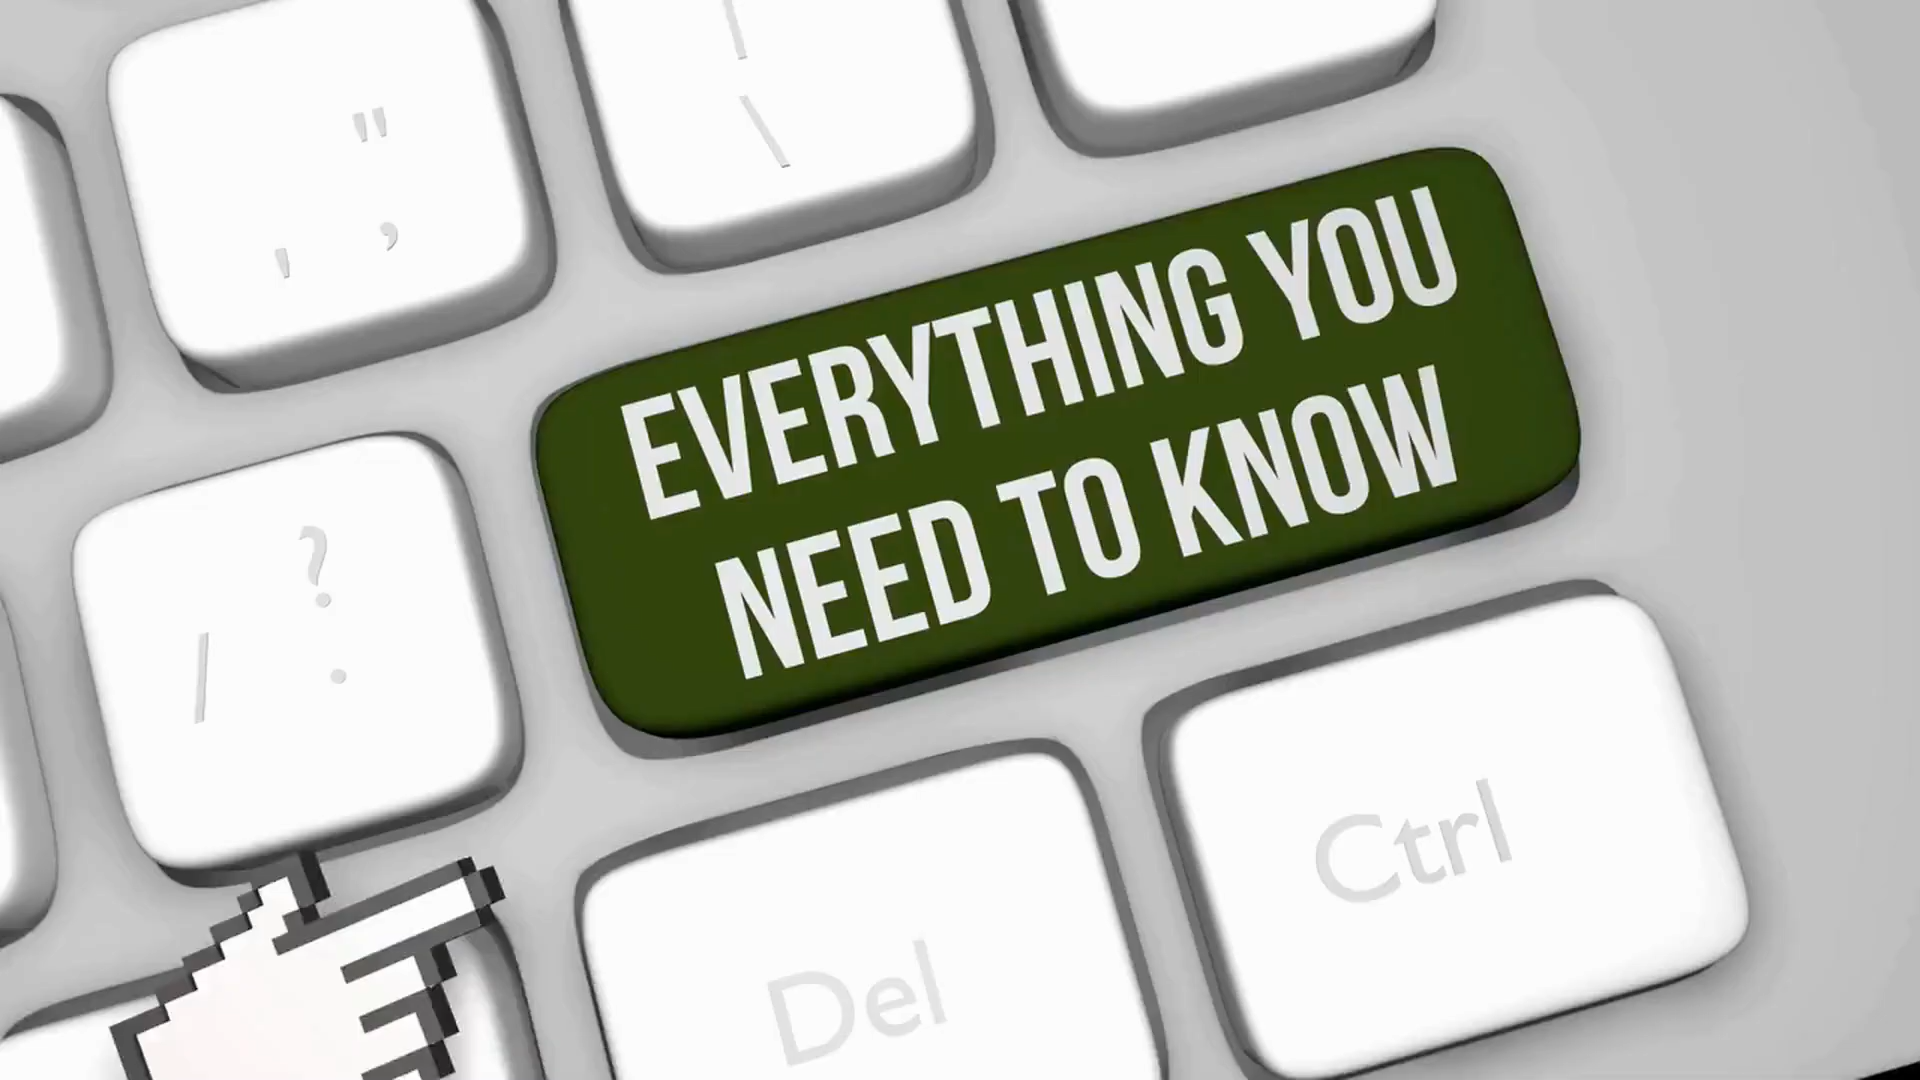 "
' ,
|
\
EVERYTHING YOU
NEED TO KNOW
?
/ .
Ctrl
Del